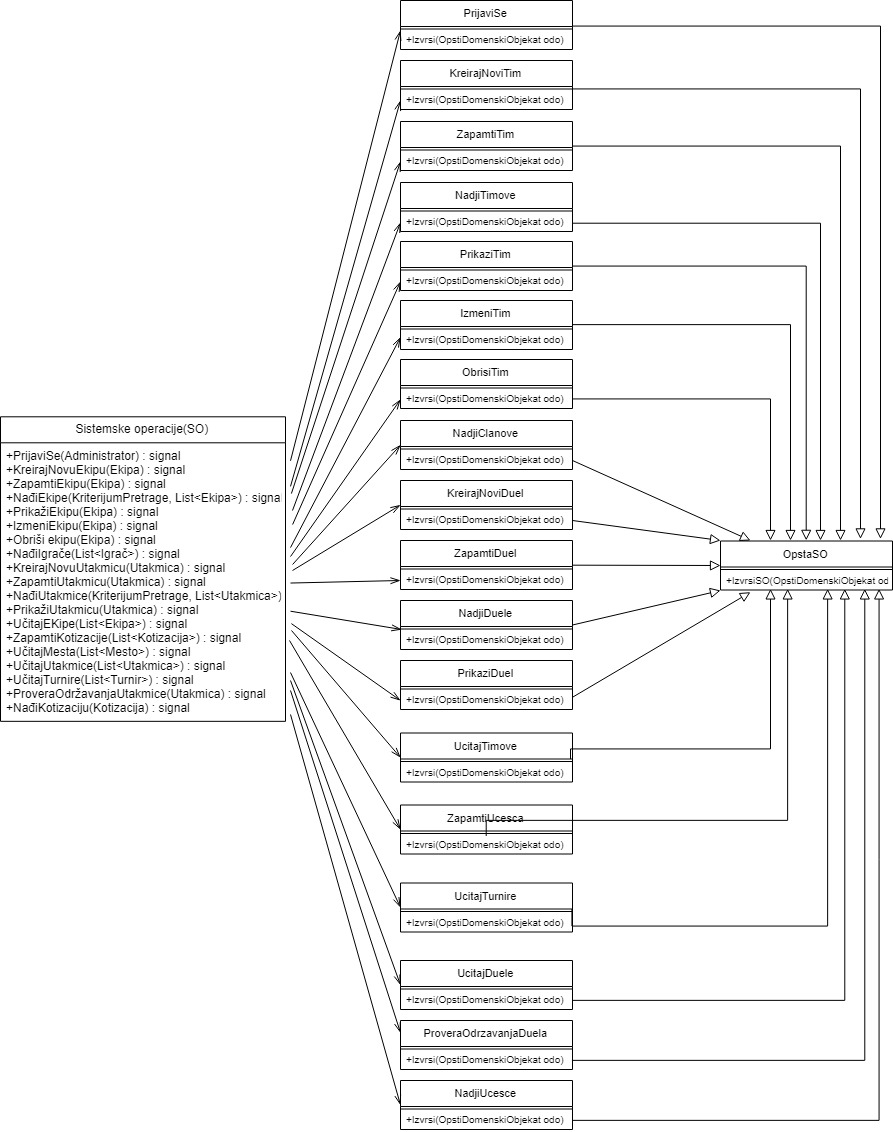 PrijaviSe
+Izvrsi(OpstiDomenskiObjekat odo)
KreirajNoviTim
+Izvrsi(OpstiDomenskiObjekat odo)
ZapamtiTim
+Izvrsi(OpstiDomenskiObjekat odo)
NadjiTimove
+Izvrsi(OpstiDomenskiObjekat odo)
PrikaziTim
+Izvrsi(OpstiDomenskiObjekat odo)
IzmeniTim
+Izvrsi(OpstiDomenskiObjekat odo)
ObrisiTim
+Izvrsi(OpstiDomenskiObjekat odo)
NadjiClanove
+Izvrsi(OpstiDomenskiObjekat odo)
KreirajNoviDuel
+Izvrsi(OpstiDomenskiObjekat odo)
ZapamtiDuel
+Izvrsi(OpstiDomenskiObjekat odo)
NadjiDuele
+Izvrsi(OpstiDomenskiObjekat odo)
PrikaziDuel
+Izvrsi(OpstiDomenskiObjekat odo)
UcitajTimove
+Izvrsi(OpstiDomenskiObjekat odo)
ZapamtiUcesca
+Izvrsi(OpstiDomenskiObjekat odo)
UcitajTurnire
+Izvrsi(OpstiDomenskiObjekat odo)
UcitajDuele
+Izvrsi(OpstiDomenskiObjekat odo)
ProveraOdrzavanjaDuela
+Izvrsi(OpstiDomenskiObjekat odo)
NadjiUcesce
+Izvrsi(OpstiDomenskiObjekat odo)
Sistemske operacije(SO)
+PrijaviSe(Administrator) : signal
+KreirajNovuEkipu(Ekipa) : signal
+ZapamtiEkipu(Ekipa) : signal
+NađiEkipe(KriterijumPretrage, List<Ekipa>) : signal
+PrikažiEkipu(Ekipa) : signal
+IzmeniEkipu(Ekipa) : signal
+Obriši ekipu(Ekipa) : signal
+NađiIgrače(List<Igrač>) : signal
+KreirajNovuUtakmicu(Utakmica) : signal
+ZapamtiUtakmicu(Utakmica) : signal
+NađiUtakmice(KriterijumPretrage, List<Utakmica>)
+PrikažiUtakmicu(Utakmica) : signal
+UčitajEKipe(List<Ekipa>) : signal
+ZapamtiKotizacije(List<Kotizacija>) : signal
+UčitajMesta(List<Mesto>) : signal
+UčitajUtakmice(List<Utakmica>) : signal
+UčitajTurnire(List<Turnir>) : signal
+ProveraOdržavanjaUtakmice(Utakmica) : signal
+NađiKotizaciju(Kotizacija) : signal
OpstaSO
+IzvrsiSO(OpstiDomenskiObjekat od